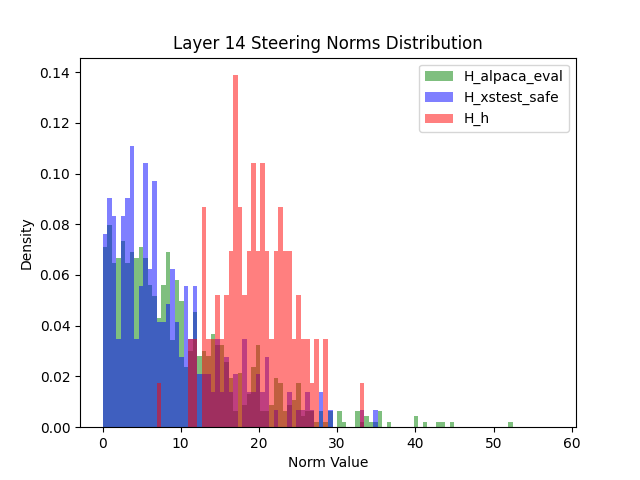 Layer 14 Steering Norms Distribution
H_alpaca_eval
H_xstest_safe
H_h
0.14
0.12
0.10
0.08
0.06
0.04
0.02
0.00
Density
0
10
20
30
40
50
60
Norm Value